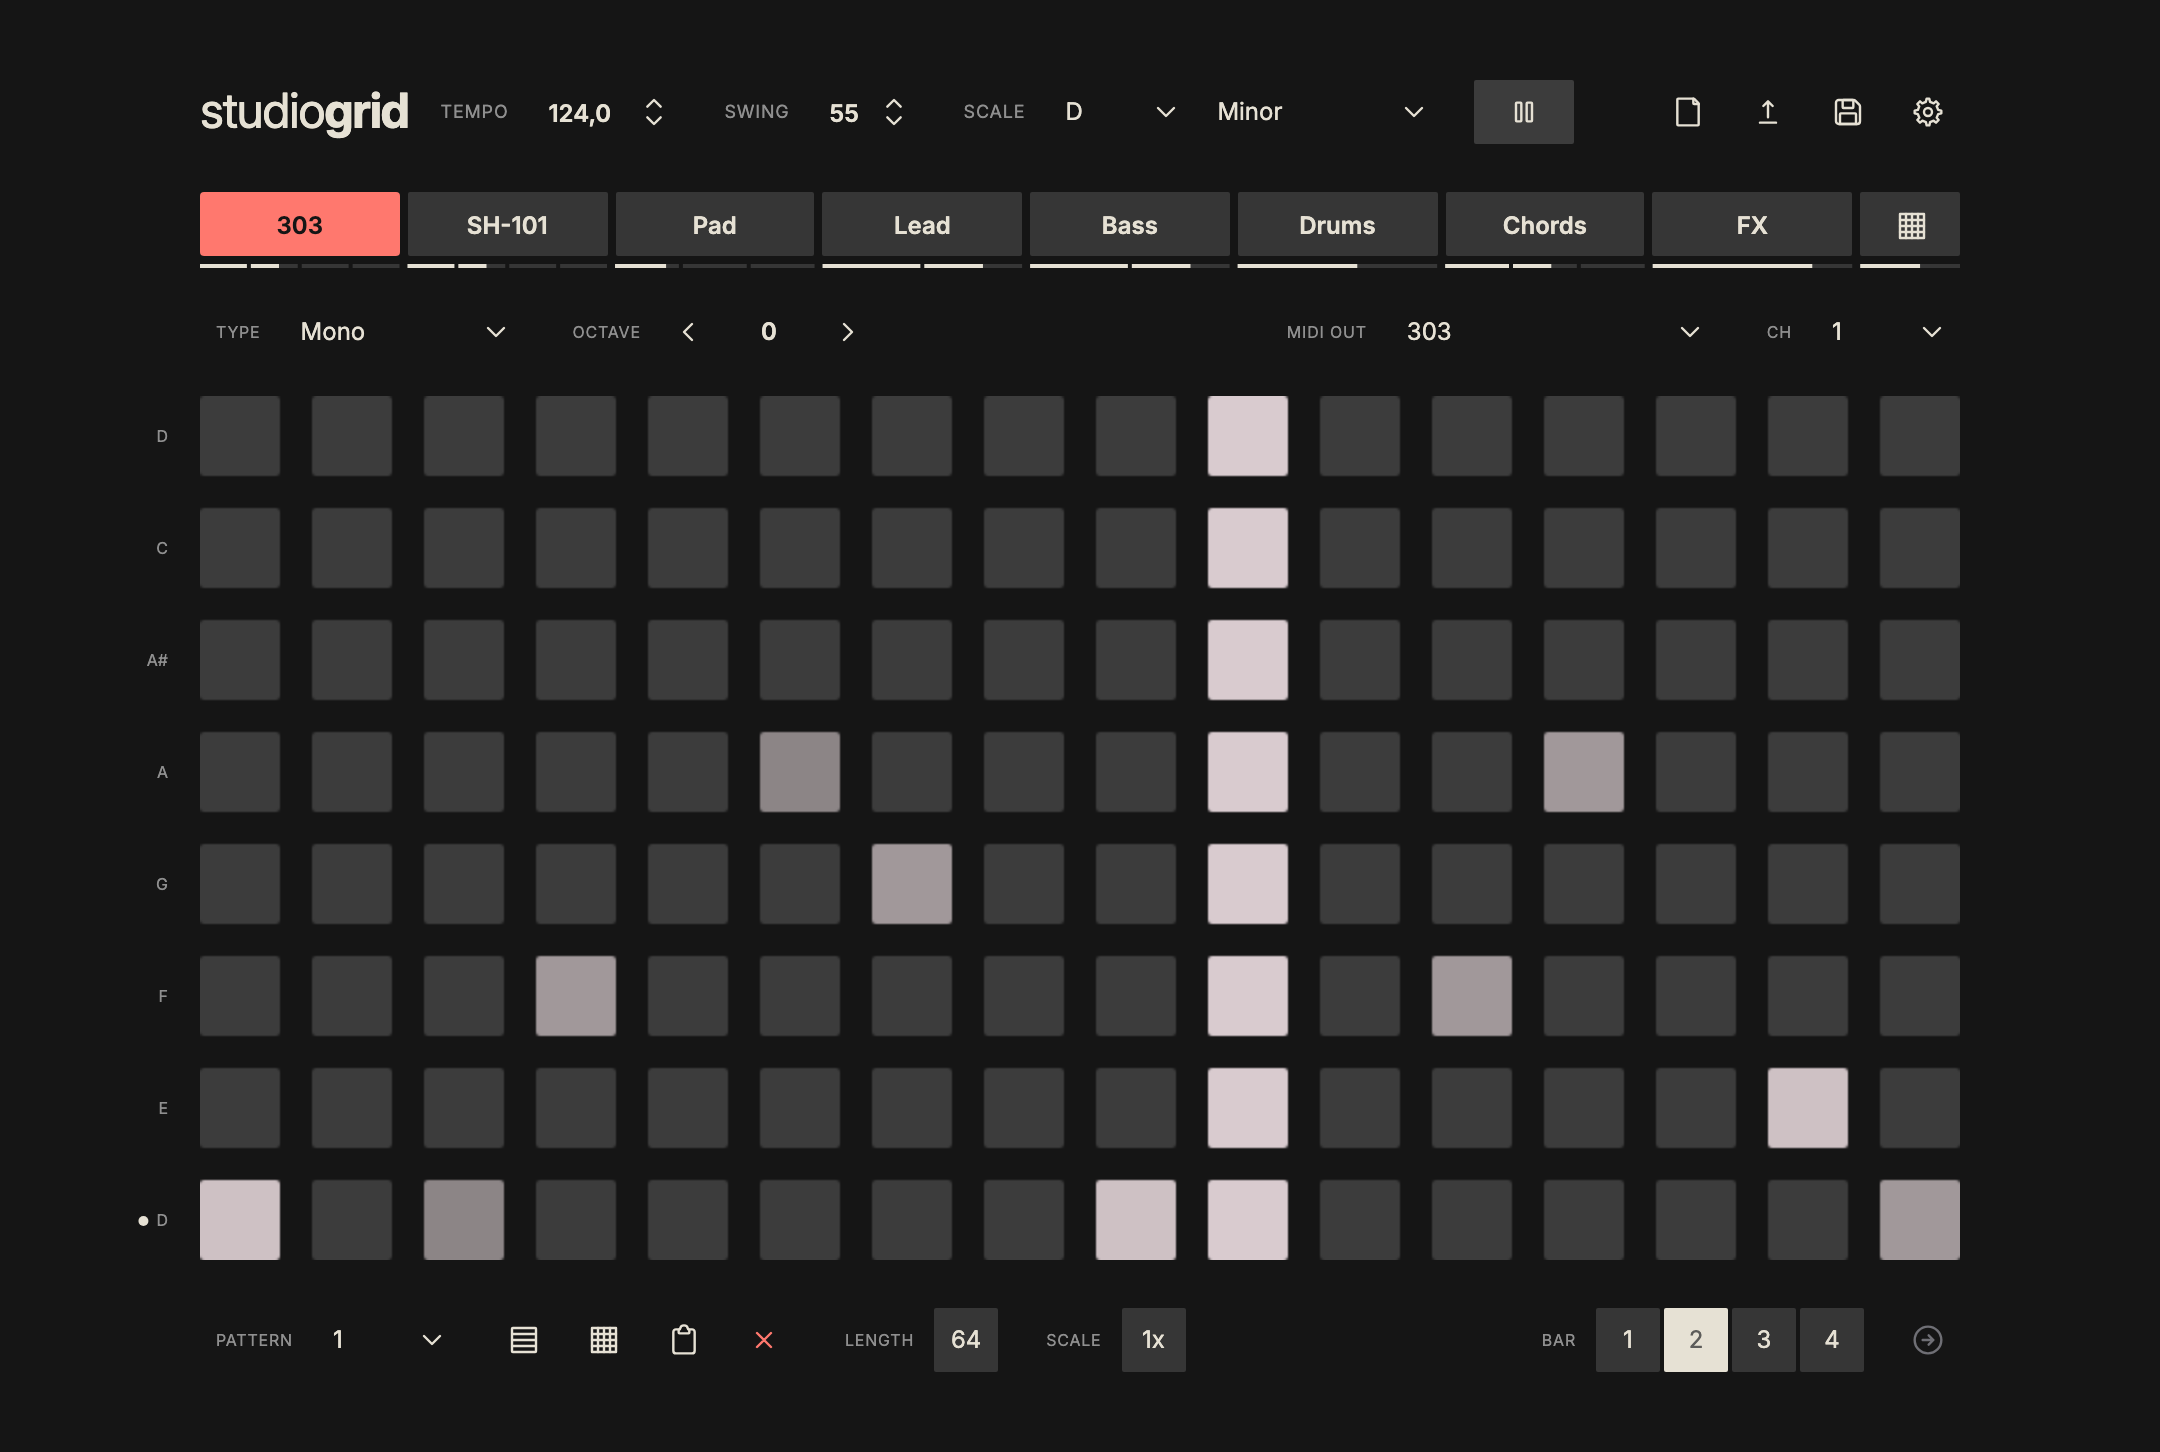 studiogrid TEMPO 124,0 SWING 55 SCALE D Minor
303 SH-101 Pad Lead Bass Drums Chords FX
TYPE Mono OCTAVE 0 MIDI OUT 303 CH 1
D
C
A#
A
G
F
E
D
PATTERN 1 LENGTH 64 SCALE 1x BAR 1 2 3 4